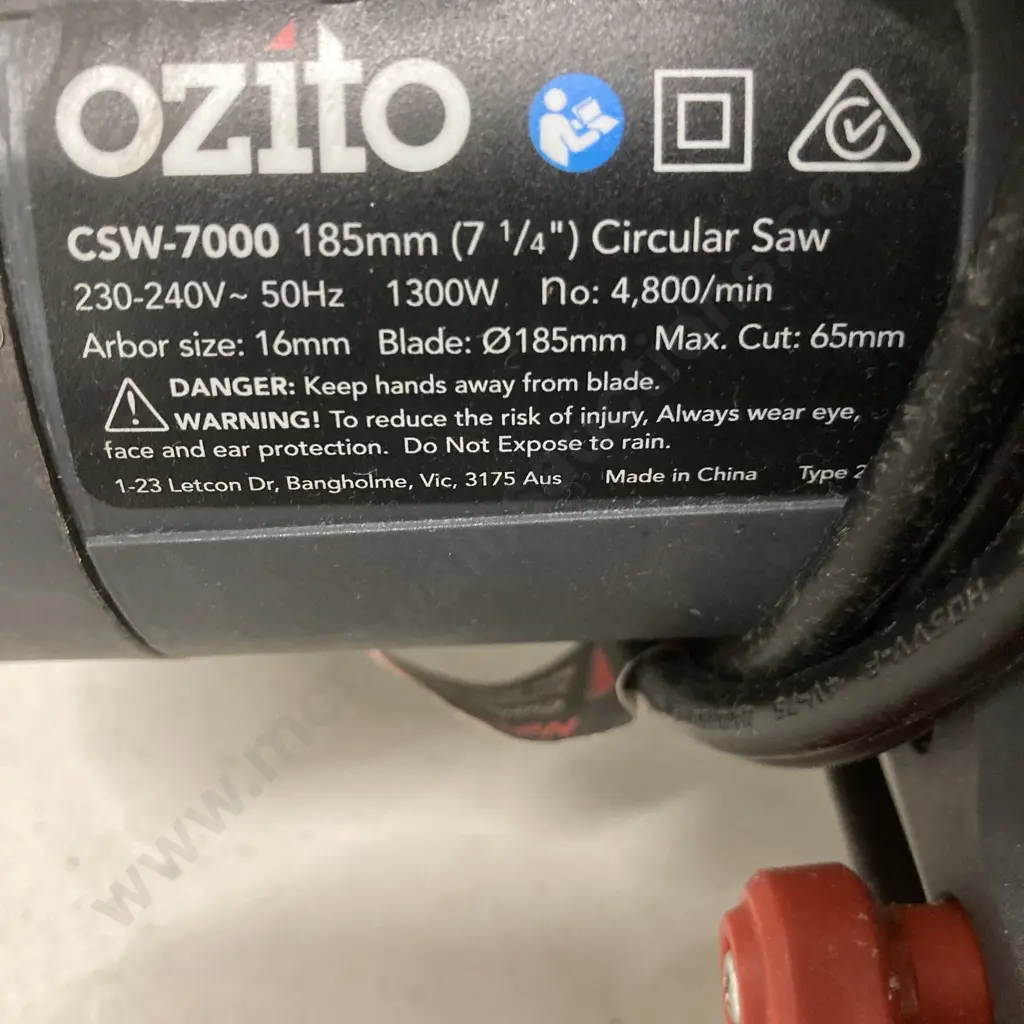 ozito
CSW-7000 185mm (7 1/4") Circular Saw
230-240V~ 50Hz 1300W no: 4,800/min
Arbor size: 16mm Blade: Ø185mm Max. Cut: 65mm
DANGER: Keep hands away from blade.
WARNING! To reduce the risk of injury, Always wear eye,
face and ear protection. Do Not Expose to rain.
1-23 Letcon Dr, Bangholme, Vic, 3175 Aus Made in China Type 2